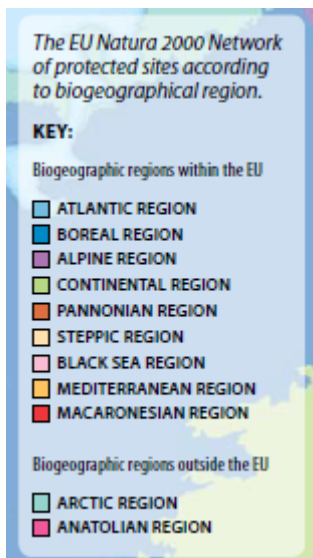 The EU Natura 2000 Network
of protected sites according
to biogeographical region.
KEY:
Biogeographic regions within the EU
ATLANTIC REGION
BOREAL REGION
ALPINE REGION
CONTINENTAL REGION
PANNONIAN REGION
STEPPIC REGION
BLACK SEA REGION
MEDITERRANEAN REGION
MACARONESIAN REGION
Biogeographic regions outside the EU
ARCTIC REGION
ANATOLIAN REGION